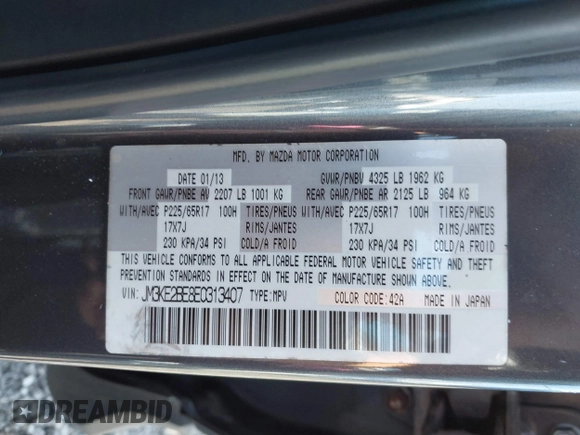 MFD. BY MAZDA MOTOR CORPORATION
DATE 01/13 GVWR/PNBV 4325 LB 1962 KG
FRONT GAWR/PNBE AV 2207 LB 1001 KG REAR GAWR/PNBE AR 2125 LB 964 KG
WITH/AVEC P225/65R17 100H TIRES/PNEUS WITH/AVEC P225/65R17 100H TIRES/PNEUS
17X7J RIMS/JANTES 17X7J RIMS/JANTES
230 KPA/34 PSI COLD/A FROID 230 KPA/34 PSI COLD/A FROID
THIS VEHICLE CONFORMS TO ALL APPLICABLE FEDERAL MOTOR VEHICLE SAFETY AND THEFT
PREVENTION STANDARDS IN EFFECT ON THE DATE OF MANUFACTURE SHOWN ABOVE.
VIN: JM3KE2BE8E0313407 TYPE:MPV COLOR CODE:42A MADE IN JAPAN
DREAMBID